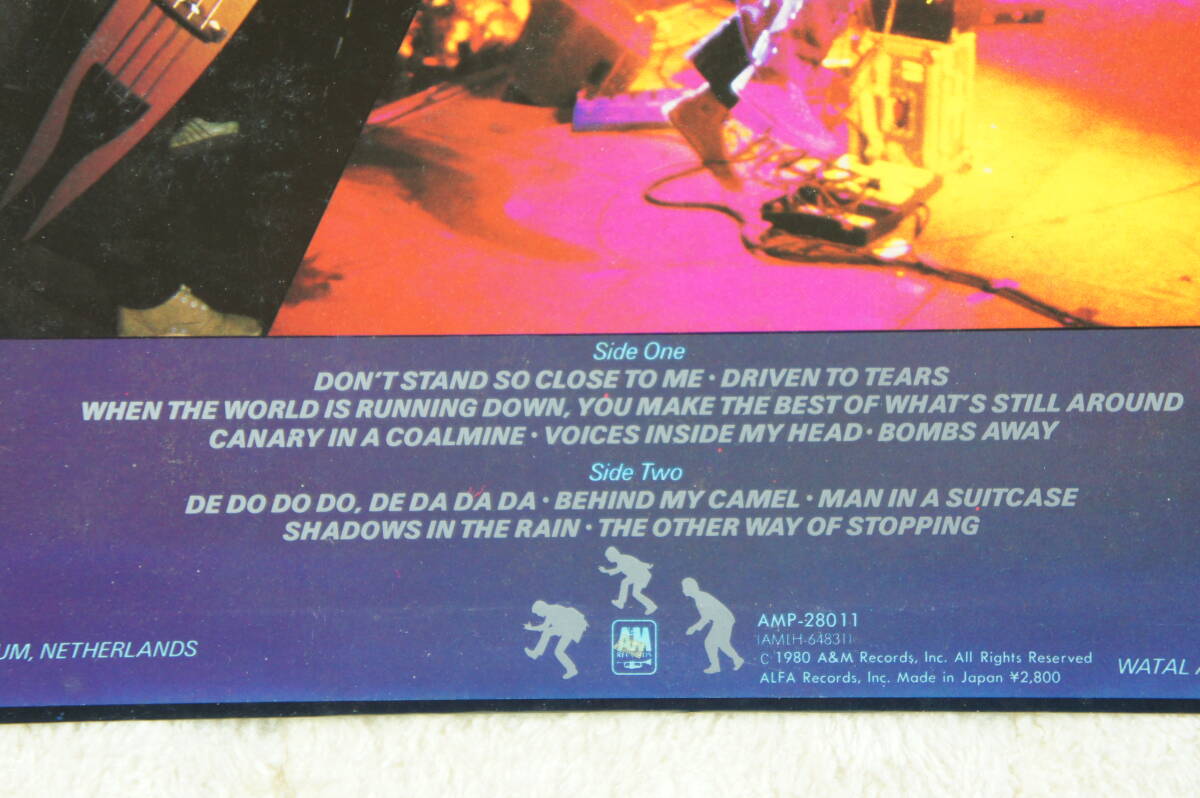 Side One
DON'T STAND SO CLOSE TO ME · DRIVEN TO TEARS
WHEN THE WORLD IS RUNNING DOWN, YOU MAKE THE BEST OF WHAT'S STILL AROUND
CANARY IN A COALMINE · VOICES INSIDE MY HEAD · BOMBS AWAY
Side Two
DE DO DO DO, DE DA DA DA · BEHIND MY CAMEL · MAN IN A SUITCASE
SHADOWS IN THE RAIN · THE OTHER WAY OF STOPPING
UM, NETHERLANDS
A&M
RECORDS
AMP-28011
(AMLH-64831)
C 1980 A&M Records, Inc. All Rights Reserved
ALFA Records, Inc. Made in Japan ¥2,800
WATAL